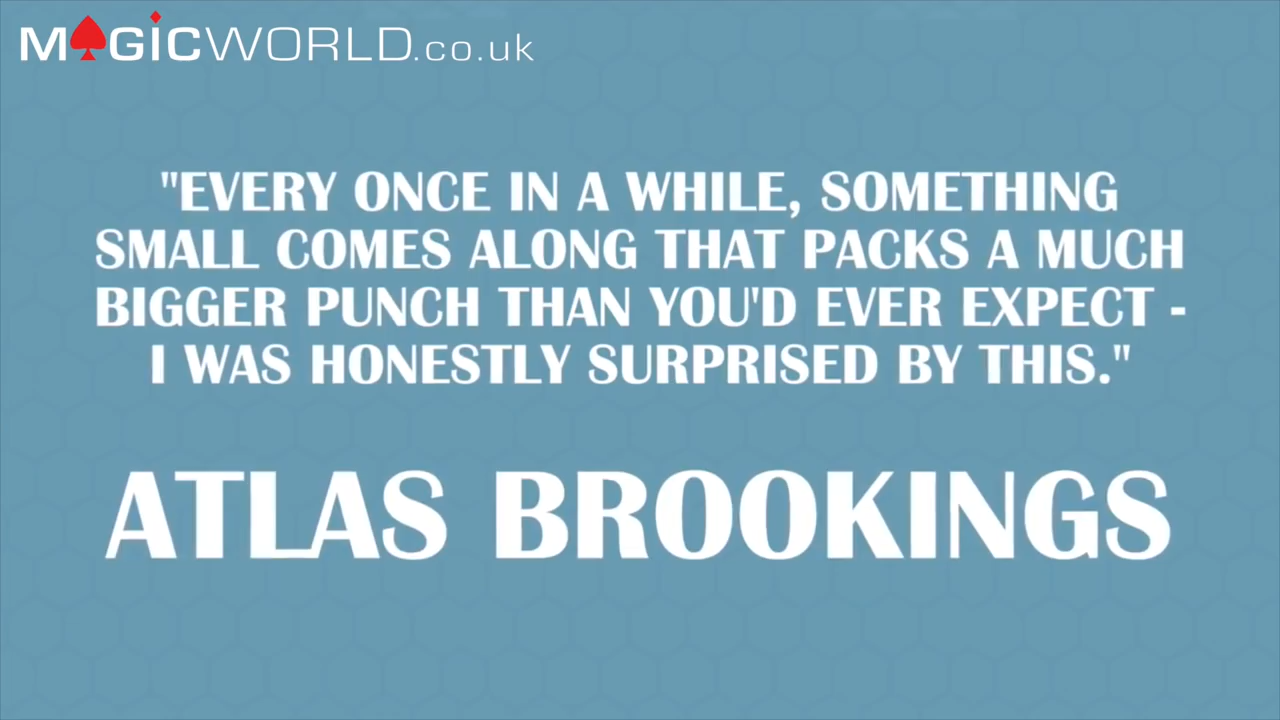 MAGICWORLD.co.uk
"EVERY ONCE IN A WHILE, SOMETHING
SMALL COMES ALONG THAT PACKS A MUCH
BIGGER PUNCH THAN YOU'D EVER EXPECT -
I WAS HONESTLY SURPRISED BY THIS."
ATLAS BROOKINGS